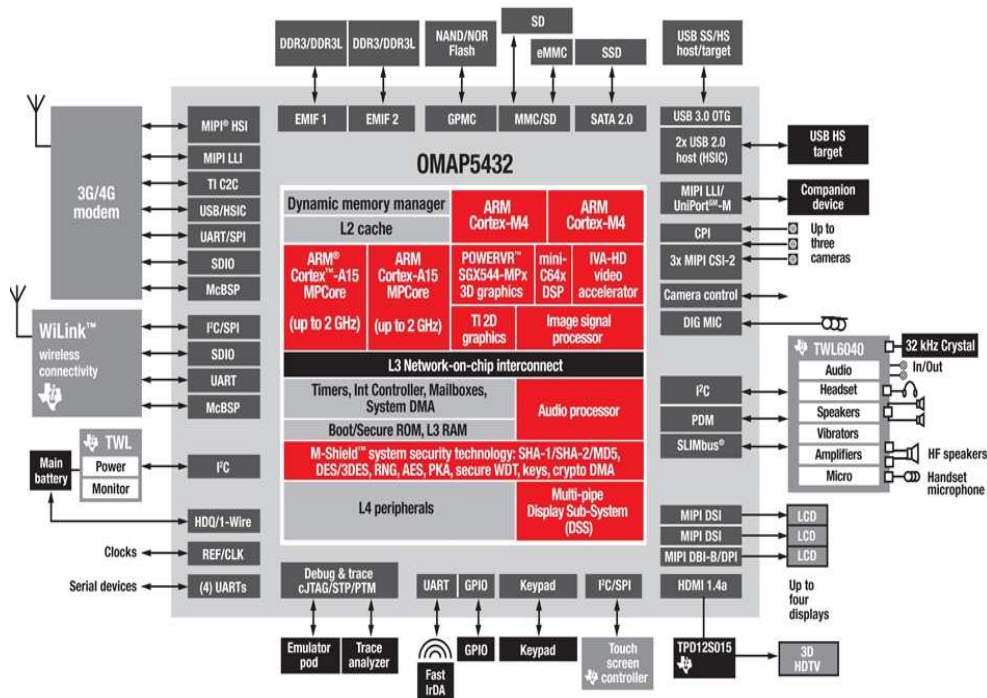 SD
DDR3/DDR3L
DDR3/DDR3L
NAND/NOR
Flash
eMMC
SSD
USB SS/HS
host/target
EMIF 1
EMIF 2
GPMC
MMC/SD
SATA 2.0
USB 3.0 OTG
2x USB 2.0
host (HSIC)
USB HS
target
MIPI LLI/
UniPort℠-M
Companion
device
CPI
3x MIPI CSI-2
Up to
three
cameras
Camera control
DIG MIC
3G/4G
modem
MIPI® HSI
MIPI LLI
TI C2C
USB/HSIC
UART/SPI
SDIO
McBSP
WiLink™
wireless
connectivity
I²C/SPI
SDIO
UART
McBSP
TWL
Power
Monitor
Main
battery
I²C
HDQ/1-Wire
Clocks
REF/CLK
Serial devices
(4) UARTs
OMAP5432
Dynamic memory manager
L2 cache
ARM
Cortex-M4
ARM
Cortex-M4
ARM®
Cortex™-A15
MPCore
(up to 2 GHz)
ARM
Cortex-A15
MPCore
(up to 2 GHz)
POWERVR™
SGX544-MPx
3D graphics
mini-
C64x
DSP
IVA-HD
video
accelerator
TI 2D
graphics
Image signal
processor
L3 Network-on-chip interconnect
Timers, Int Controller, Mailboxes,
System DMA
Boot/Secure ROM, L3 RAM
Audio processor
M-Shield™ system security technology: SHA-1/SHA-2/MD5,
DES/3DES, RNG, AES, PKA, secure WDT, keys, crypto DMA
L4 peripherals
Multi-pipe
Display Sub-System
(DSS)
I²C
PDM
SLIMbus®
TWL6040
Audio
Headset
Speakers
Vibrators
Amplifiers
Micro
32 kHz Crystal
In/Out
HF speakers
Handset
microphone
MIPI DSI
LCD
MIPI DSI
LCD
MIPI DBI-B/DPI
LCD
HDMI 1.4a
Up to
four
displays
TPD12S015
3D
HDTV
Debug & trace
cJTAG/STP/PTM
UART
GPIO
Keypad
I²C/SPI
Emulator
pod
Trace
analyzer
Fast
IrDA
GPIO
Keypad
Touch
screen
controller